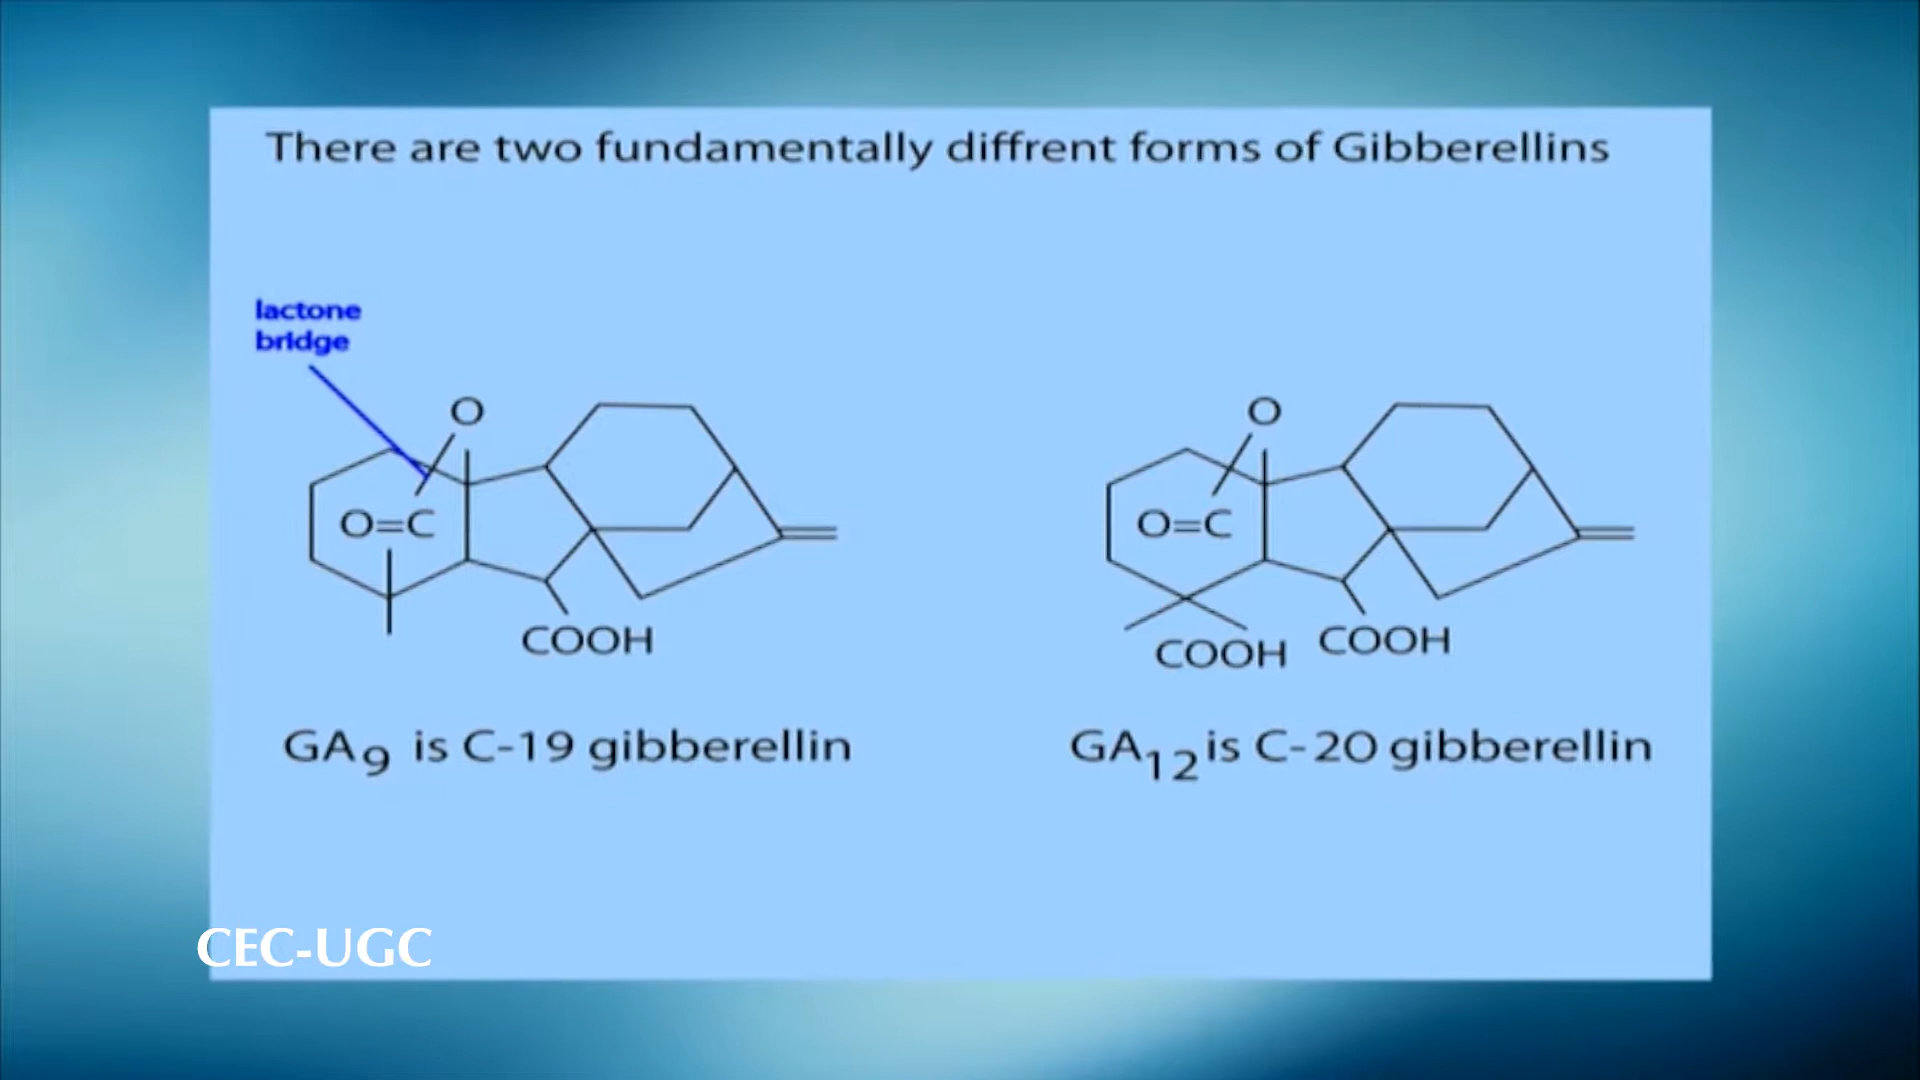 There are two fundamentally diffrent forms of Gibberellins
lactone
bridge
O
O
O=C
O=C
COOH
COOH
COOH
GA9 is C-19 gibberellin
GA12 is C-20 gibberellin
CEC-UGC